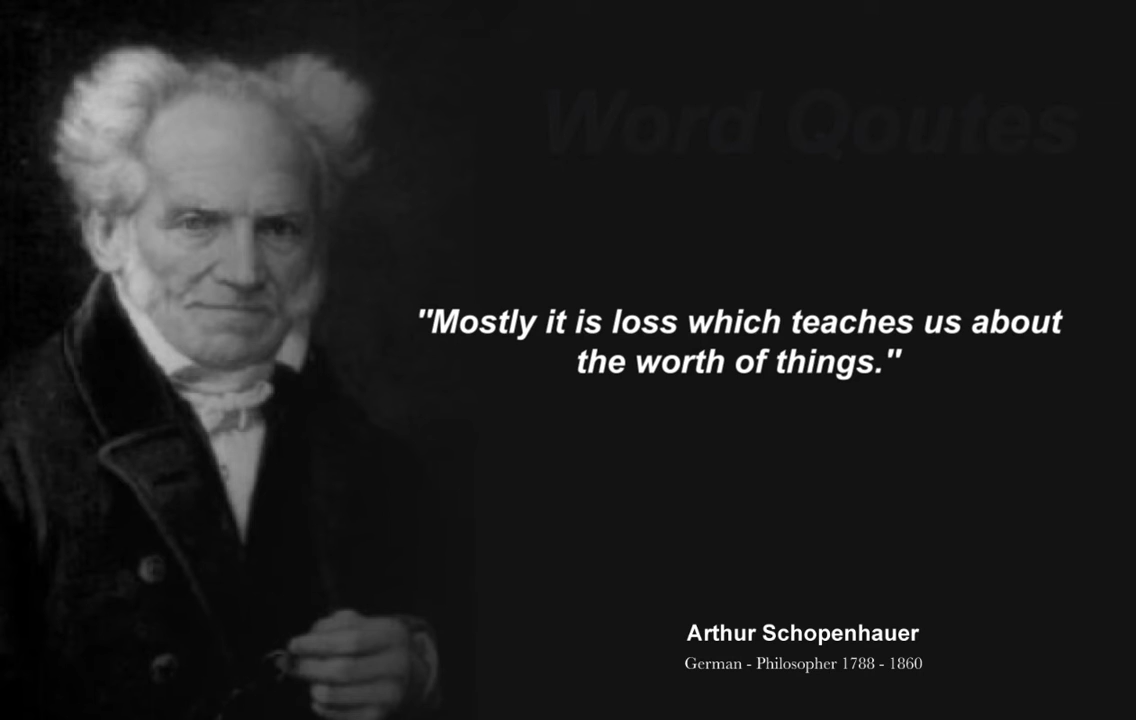 Word Qoutes
"Mostly it is loss which teaches us about
the worth of things."
Arthur Schopenhauer
German - Philosopher 1788 - 1860